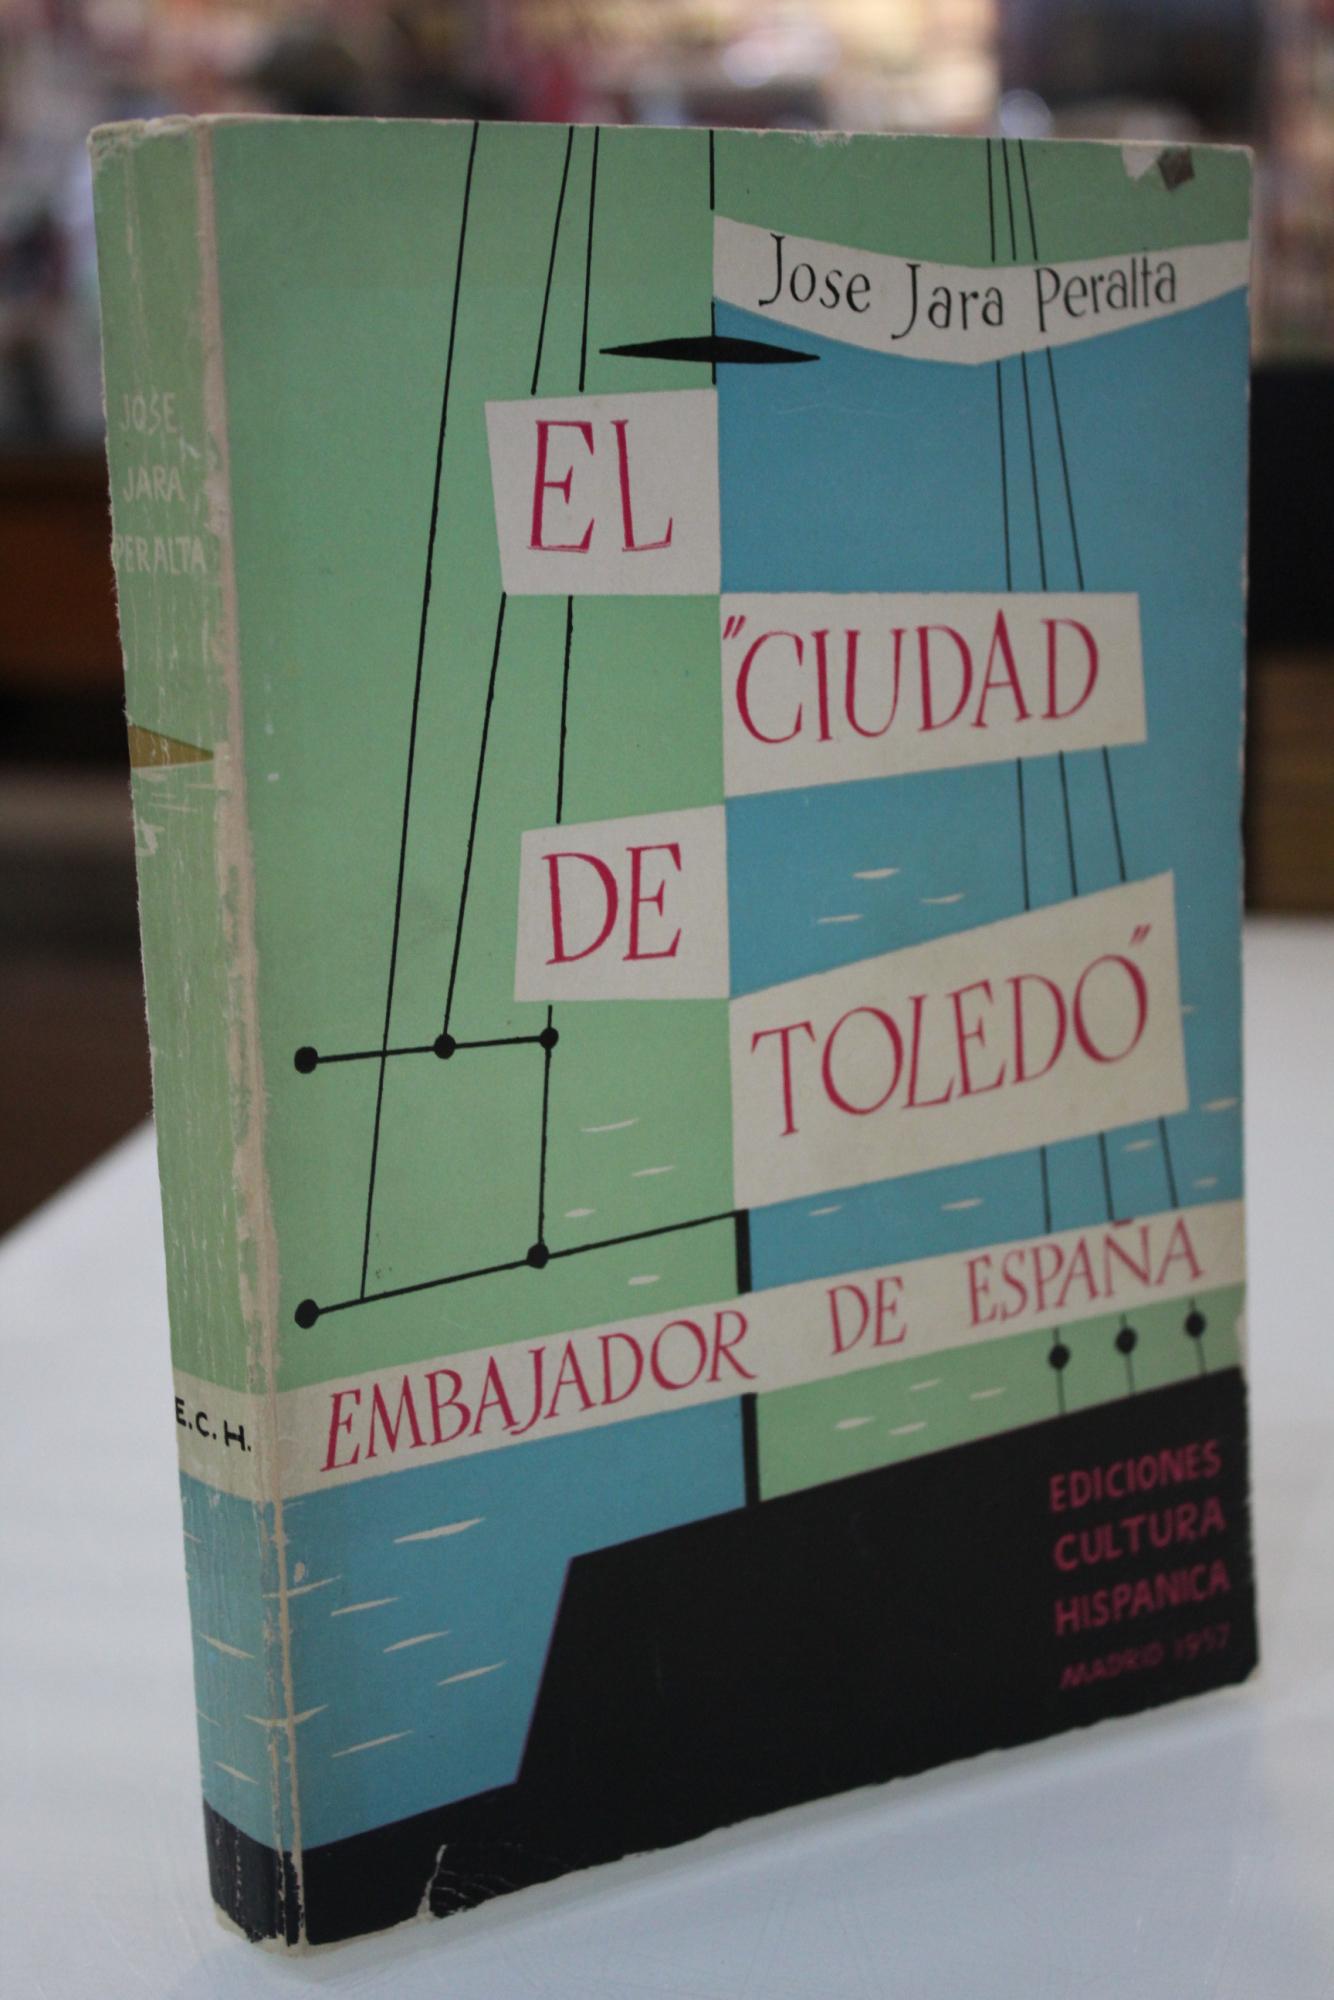 JOSE
JARA
PERALTA
E.C.H.
Jose Jara Peralta
EL
"CIUDAD
DE
TOLEDO"
EMBAJADOR DE ESPAÑA
EDICIONES
CULTURA
HISPANICA
MADRID 1957